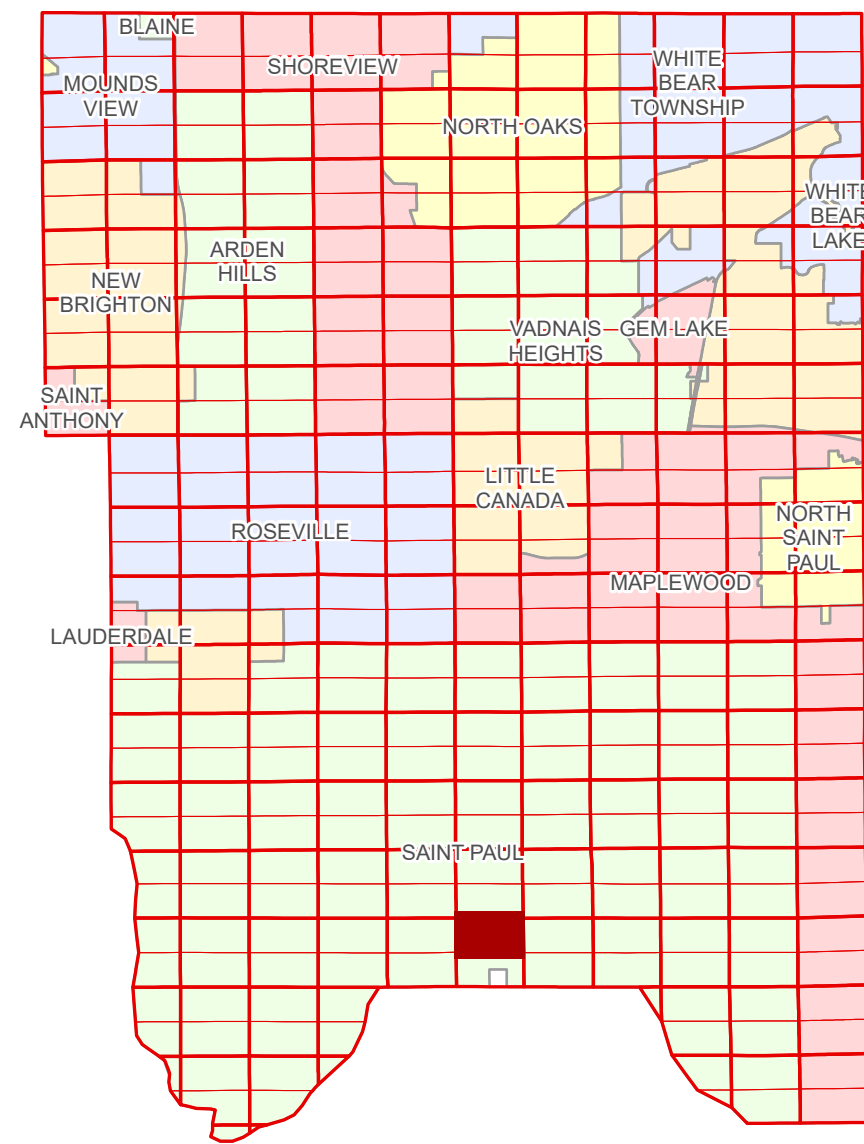 BLAINE
SHOREVIEW
MOUNDS
VIEW
WHITE
BEAR
TOWNSHIP
NORTH OAKS
WHITE
BEAR
LAKE
ARDEN
HILLS
NEW
BRIGHTON
VADNAIS
HEIGHTS
GEM LAKE
SAINT
ANTHONY
LITTLE
CANADA
ROSEVILLE
NORTH
SAINT
PAUL
MAPLEWOOD
LAUDERDALE
SAINT PAUL